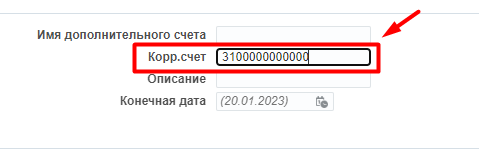 Имя дополнительного счета
Корр.счет 3100000000000
Описание
Конечная дата (20.01.2023)